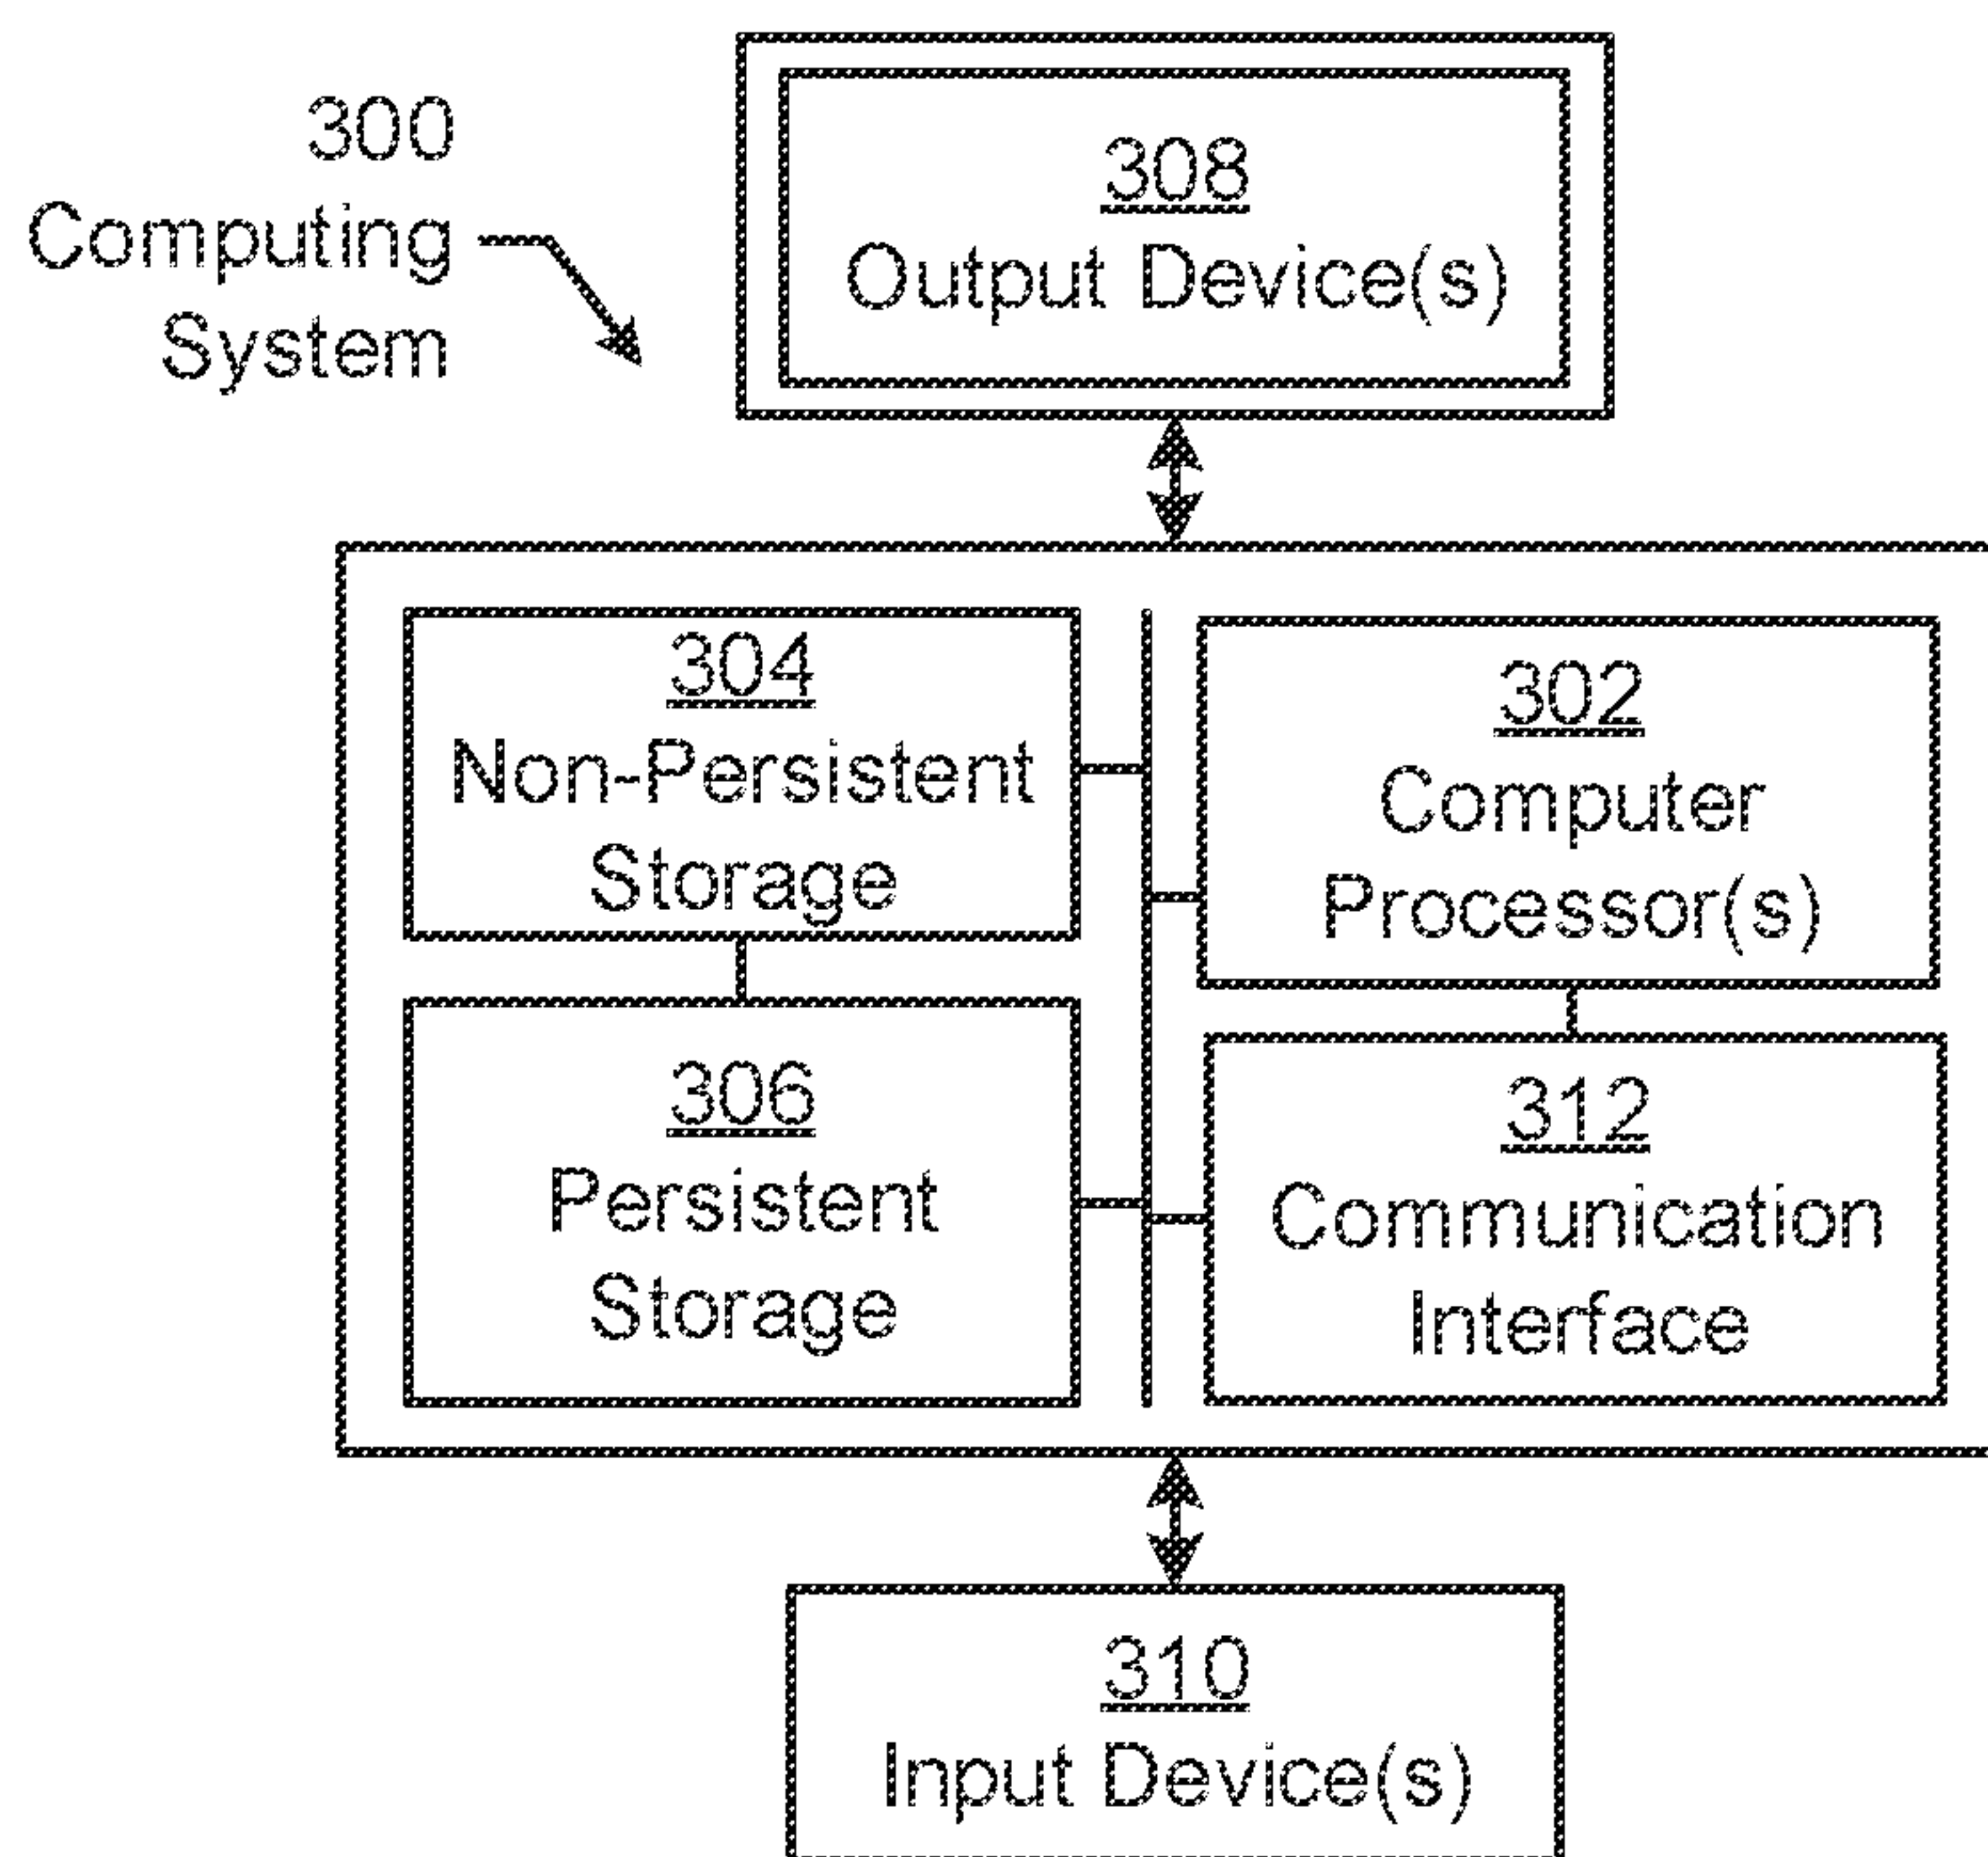 300
Computing
System
308
Output Device(s)
304
Non-Persistent
Storage
302
Computer
Processor(s)
306
Persistent
Storage
312
Communication
Interface
310
Input Device(s)